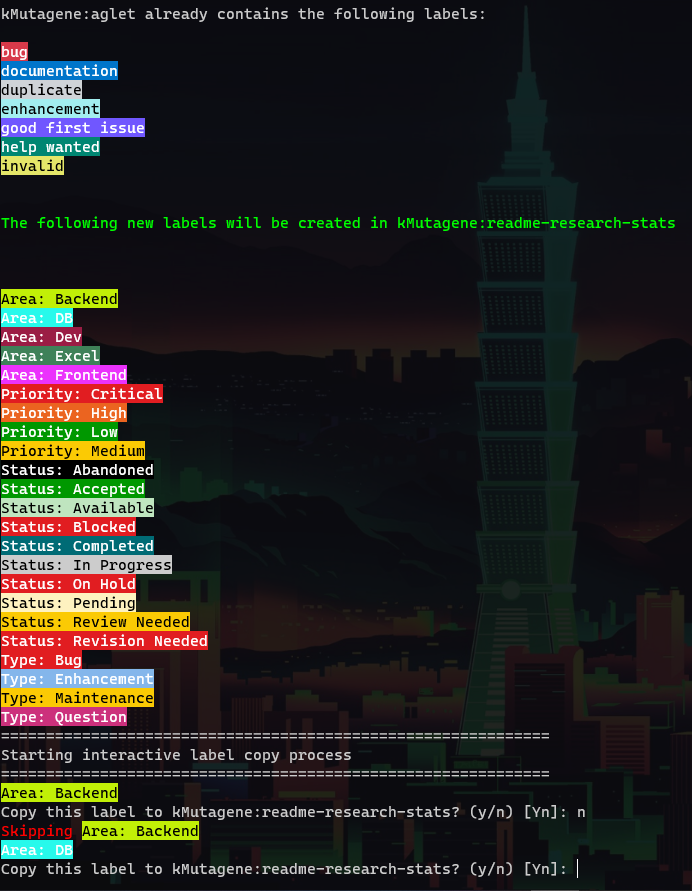 kMutagene:aglet already contains the following labels:
bug
documentation
duplicate
enhancement
good first issue
help wanted
invalid
The following new labels will be created in kMutagene:readme-research-stats
Area: Backend
Area: DB
Area: Dev
Area: Excel
Area: Frontend
Priority: Critical
Priority: High
Priority: Low
Priority: Medium
Status: Abandoned
Status: Accepted
Status: Available
Status: Blocked
Status: Completed
Status: In Progress
Status: On Hold
Status: Pending
Status: Review Needed
Status: Revision Needed
Type: Bug
Type: Enhancement
Type: Maintenance
Type: Question
=============================================================
Starting interactive label copy process
=============================================================
Area: Backend
Copy this label to kMutagene:readme-research-stats? (y/n) [Yn]: n
Skipping Area: Backend
Area: DB
Copy this label to kMutagene:readme-research-stats? (y/n) [Yn]: